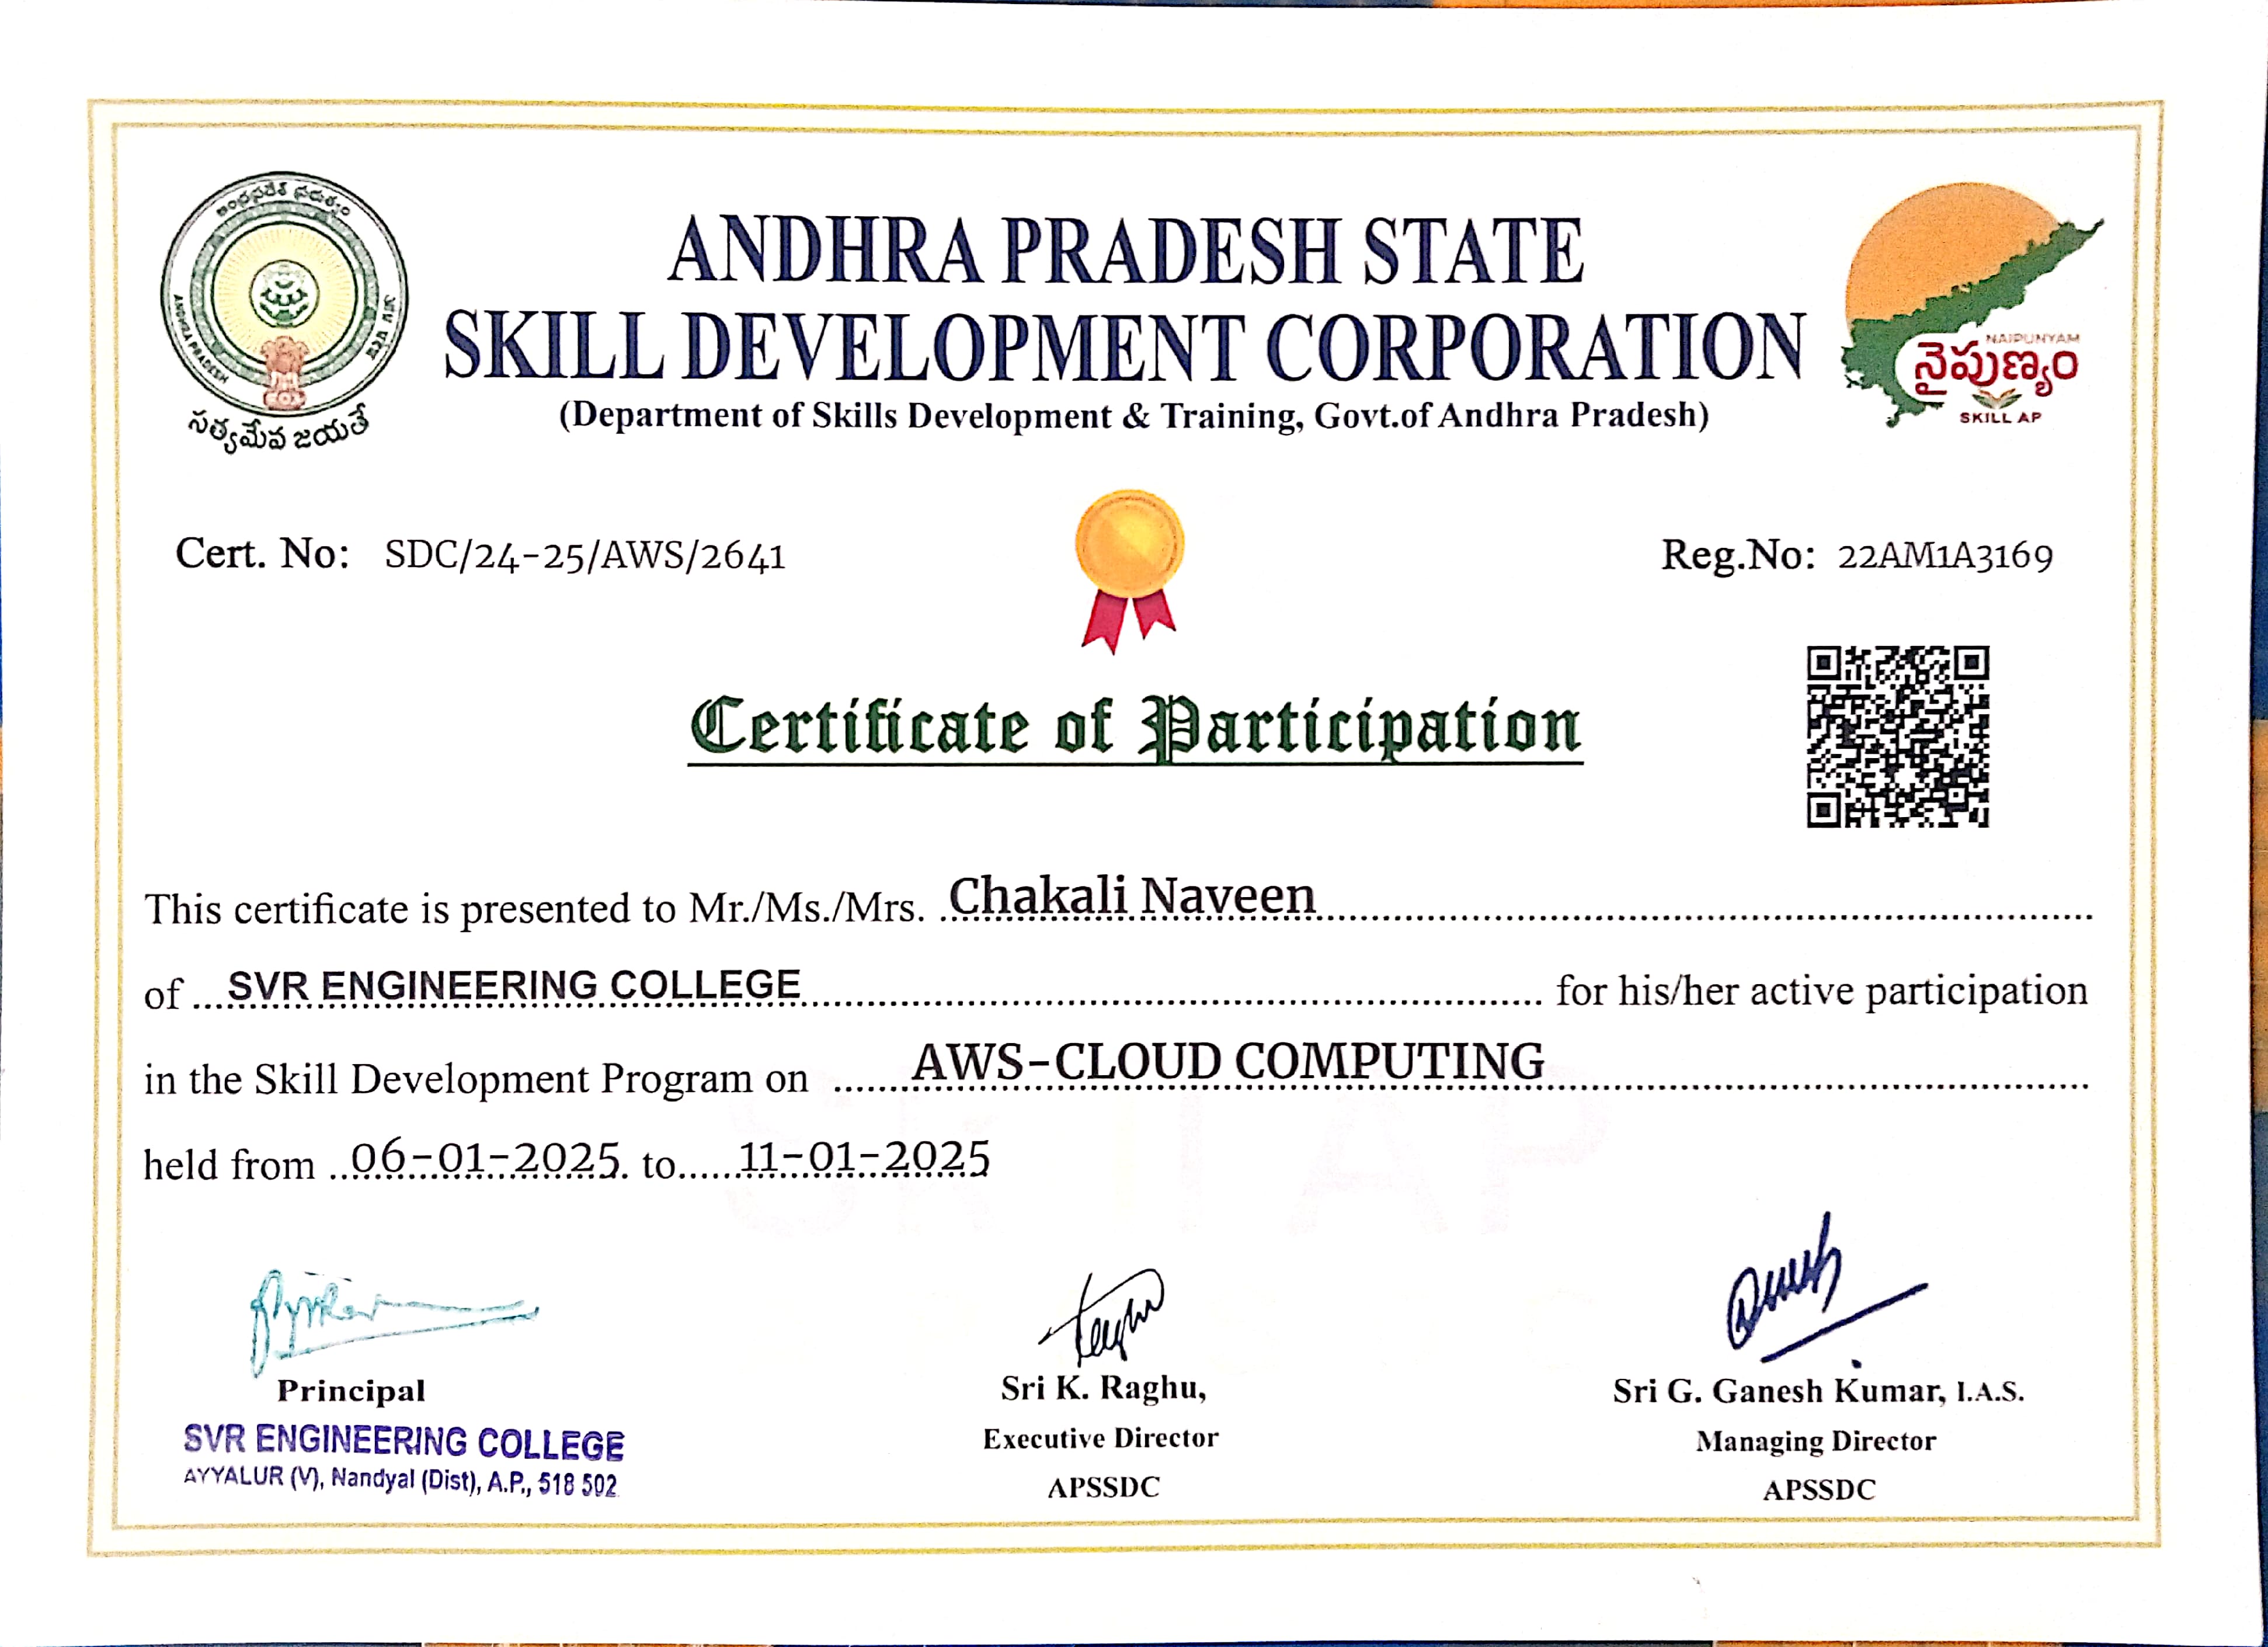 ఆంధ్రప్రదేశ్ ప్రభుత్వం
ANDHRA PRADESH
సత్యమేవ జయతే
ANDHRA PRADESH STATE
SKILL DEVELOPMENT CORPORATION
(Department of Skills Development & Training, Govt.of Andhra Pradesh)
NAIPUNYAM
నైపుణ్యం
SKILL AP
Cert. No: SDC/24-25/AWS/2641
Reg.No: 22AM1A3169
Certificate of Participation
This certificate is presented to Mr./Ms./Mrs. Chakali Naveen
of SVR ENGINEERING COLLEGE for his/her active participation
in the Skill Development Program on AWS-CLOUD COMPUTING
held from 06-01-2025 to 11-01-2025
Principal
SVR ENGINEERING COLLEGE
AYYALUR (V), Nandyal (Dist), A.P., 518 502
Sri K. Raghu,
Executive Director
APSSDC
Sri G. Ganesh Kumar, I.A.S.
Managing Director
APSSDC